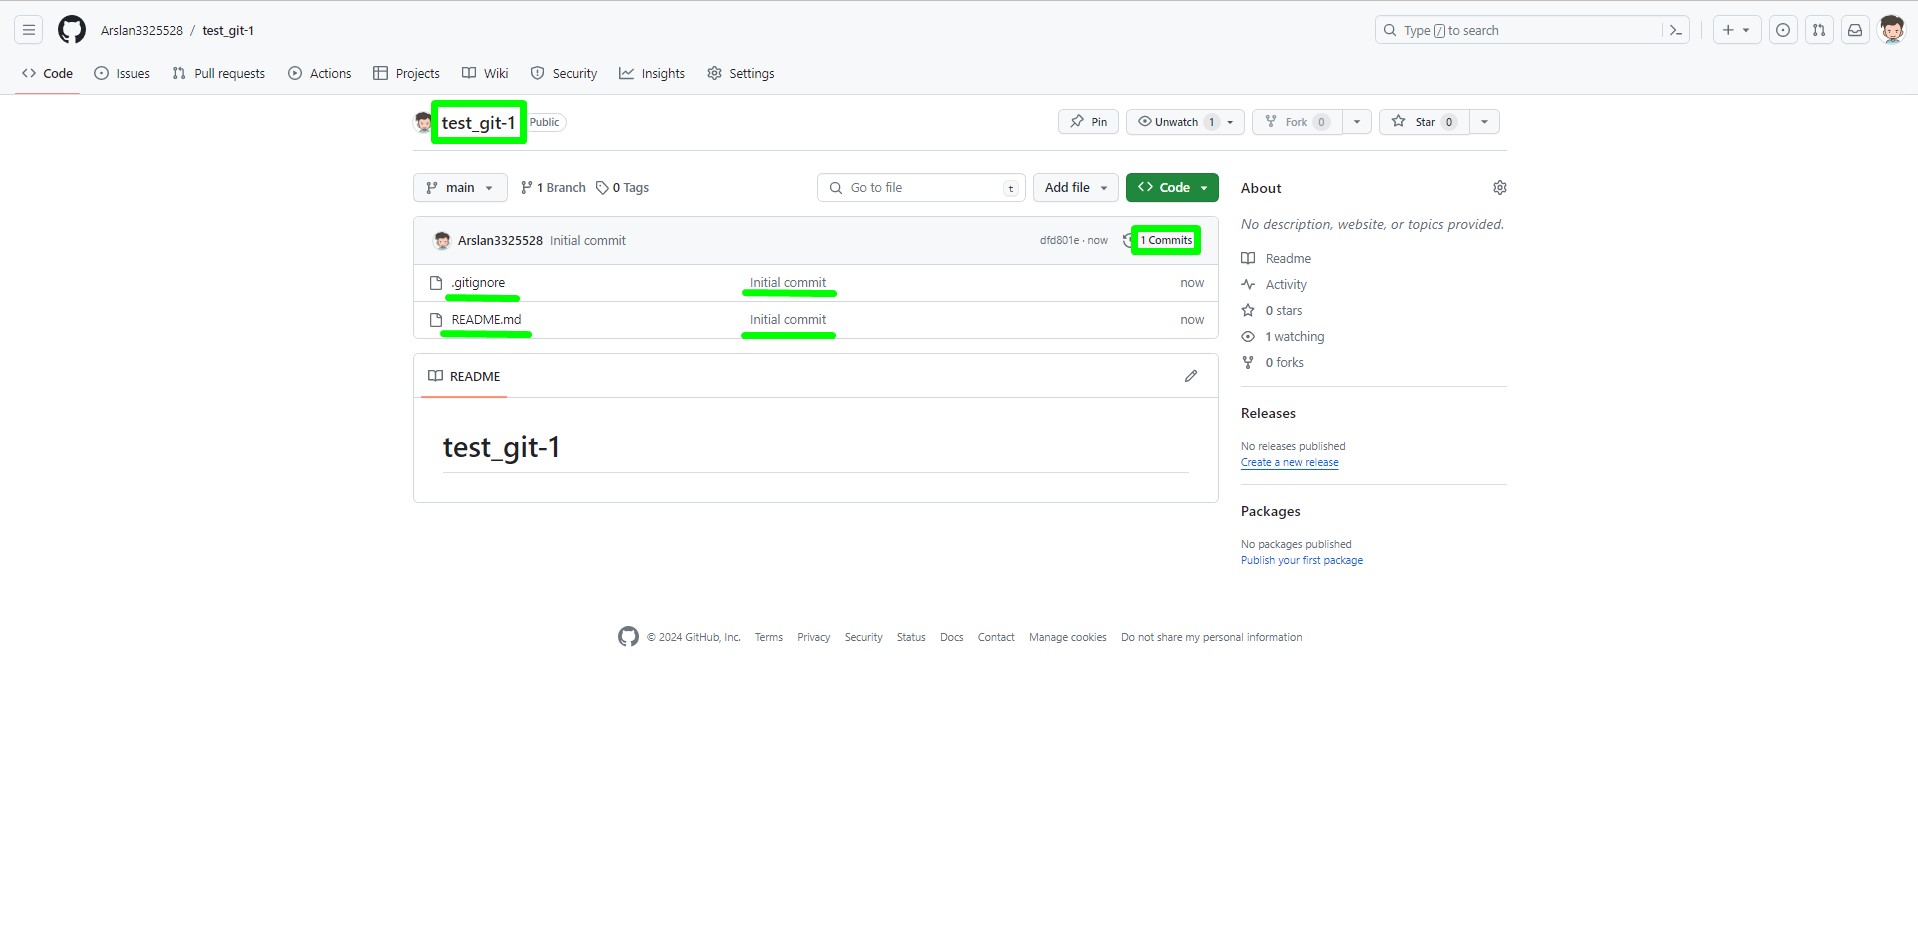 Arslan3325528 / test_git-1
Type / to search
Code Issues Pull requests Actions Projects Wiki Security Insights Settings
test_git-1 Public
Pin Unwatch 1 Fork 0 Star 0
main 1 Branch 0 Tags Go to file t Add file Code
Arslan3325528 Initial commit dfd801e · now 1 Commits
.gitignore Initial commit now
README.md Initial commit now
README
test_git-1
About
No description, website, or topics provided.
Readme
Activity
0 stars
1 watching
0 forks
Releases
No releases published
Create a new release
Packages
No packages published
Publish your first package
© 2024 GitHub, Inc. Terms Privacy Security Status Docs Contact Manage cookies Do not share my personal information